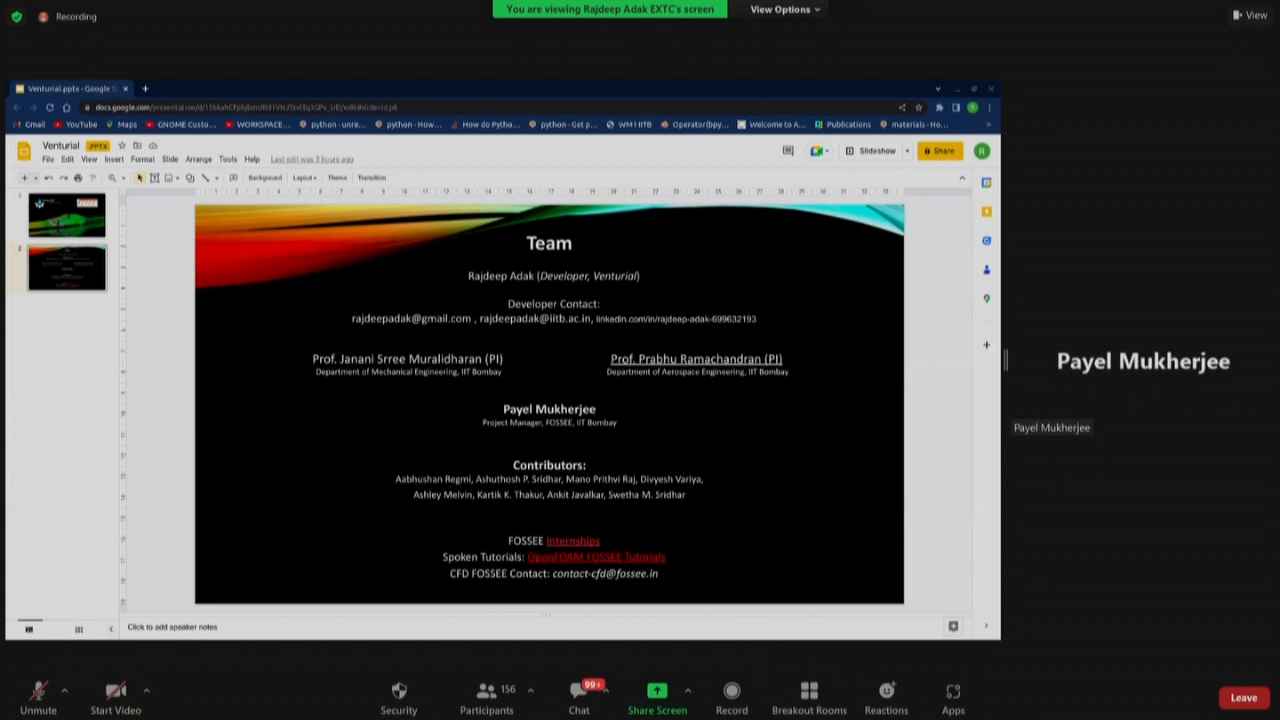 Recording
You are viewing Rajdeep Adak EXTC's screen
View Options
View
Venturial.pptx - Google S
Gmail
YouTube
Maps
GNOME Custo...
WORKSPACE...
python - unre...
python - How...
How do Pytho...
python - Get p...
WM1 IITB
Operator(bpy...
Welcome to A...
Publications
materials - Ho...
Venturial
.PPTX
File Edit View Insert Format Slide Arrange Tools Help
Last edit was 3 hours ago
Slideshow
Share
R
Background
Layout
Theme
Transition
1
2
Team
Rajdeep Adak (Developer, Venturial)
Developer Contact:
rajdeepadak@gmail.com , rajdeepadak@iitb.ac.in, linkedin.com/in/rajdeep-adak-699632193
Prof. Janani Srree Muralidharan (PI)
Department of Mechanical Engineering, IIT Bombay
Prof. Prabhu Ramachandran (PI)
Department of Aerospace Engineering, IIT Bombay
Payel Mukherjee
Project Manager, FOSSEE, IIT Bombay
Contributors:
Aabhushan Regmi, Ashuthosh P. Sridhar, Mano Prithvi Raj, Divyesh Variya,
Ashley Melvin, Kartik K. Thakur, Ankit Javalkar, Swetha M. Sridhar
FOSSEE Internships
Spoken Tutorials: OpenFOAM FOSSEE Tutorials
CFD FOSSEE Contact: contact-cfd@fossee.in
Click to add speaker notes
Payel Mukherjee
Payel Mukherjee
Unmute
Start Video
Security
156
Participants
99+
Chat
Share Screen
Record
Breakout Rooms
Reactions
Apps
Leave